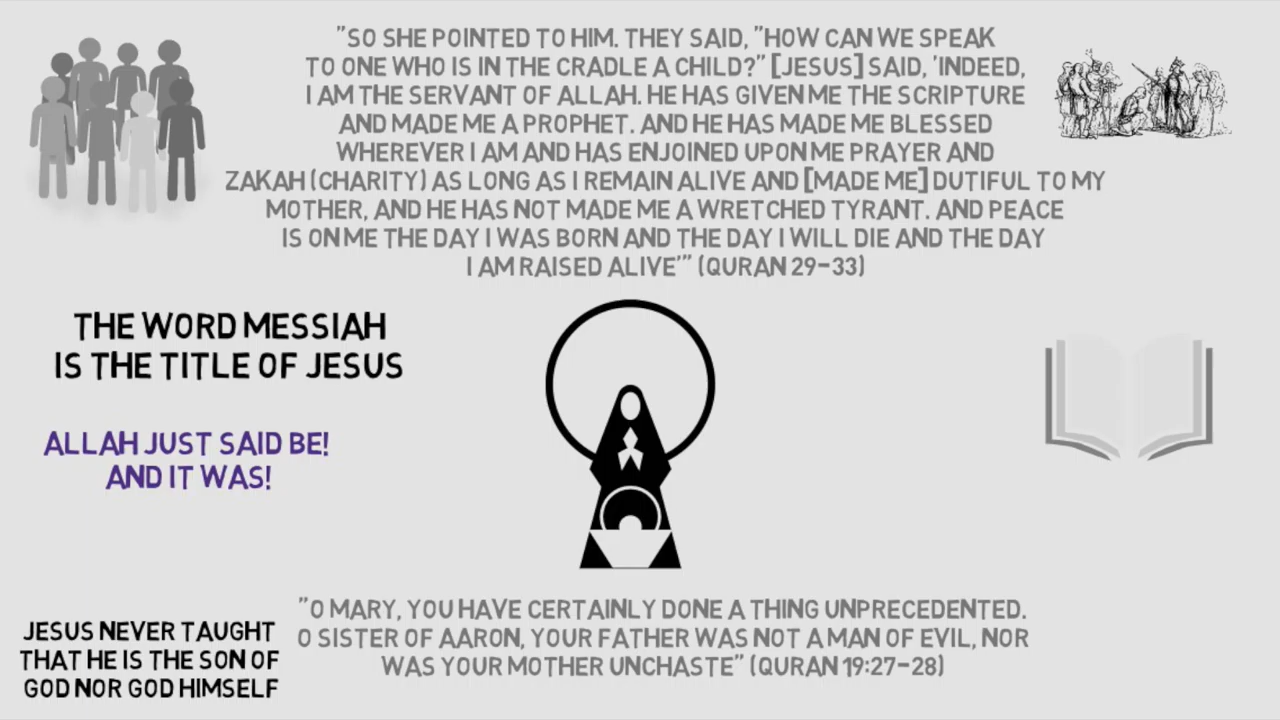 "SO SHE POINTED TO HIM. THEY SAID, "HOW CAN WE SPEAK
TO ONE WHO IS IN THE CRADLE A CHILD?" [JESUS] SAID, 'INDEED,
I AM THE SERVANT OF ALLAH. HE HAS GIVEN ME THE SCRIPTURE
AND MADE ME A PROPHET. AND HE HAS MADE ME BLESSED
WHEREVER I AM AND HAS ENJOINED UPON ME PRAYER AND
ZAKAH (CHARITY) AS LONG AS I REMAIN ALIVE AND [MADE ME] DUTIFUL TO MY
MOTHER, AND HE HAS NOT MADE ME A WRETCHED TYRANT. AND PEACE
IS ON ME THE DAY I WAS BORN AND THE DAY I WILL DIE AND THE DAY
I AM RAISED ALIVE'" (QURAN 29-33)
THE WORD MESSIAH
IS THE TITLE OF JESUS
ALLAH JUST SAID BE!
AND IT WAS!
"O MARY, YOU HAVE CERTAINLY DONE A THING UNPRECEDENTED.
O SISTER OF AARON, YOUR FATHER WAS NOT A MAN OF EVIL, NOR
WAS YOUR MOTHER UNCHASTE" (QURAN 19:27-28)
JESUS NEVER TAUGHT
THAT HE IS THE SON OF
GOD NOR GOD HIMSELF